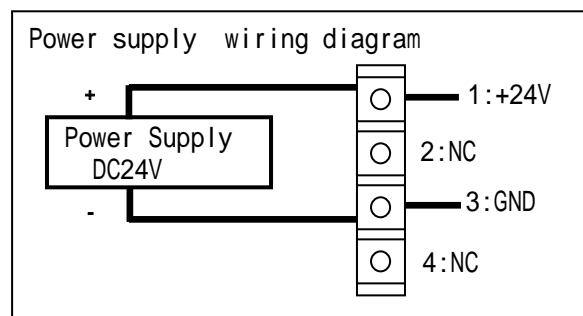 Power supply wiring diagram
+
1:+24V
Power Supply
DC24V
2:NC
-
3:GND
4:NC